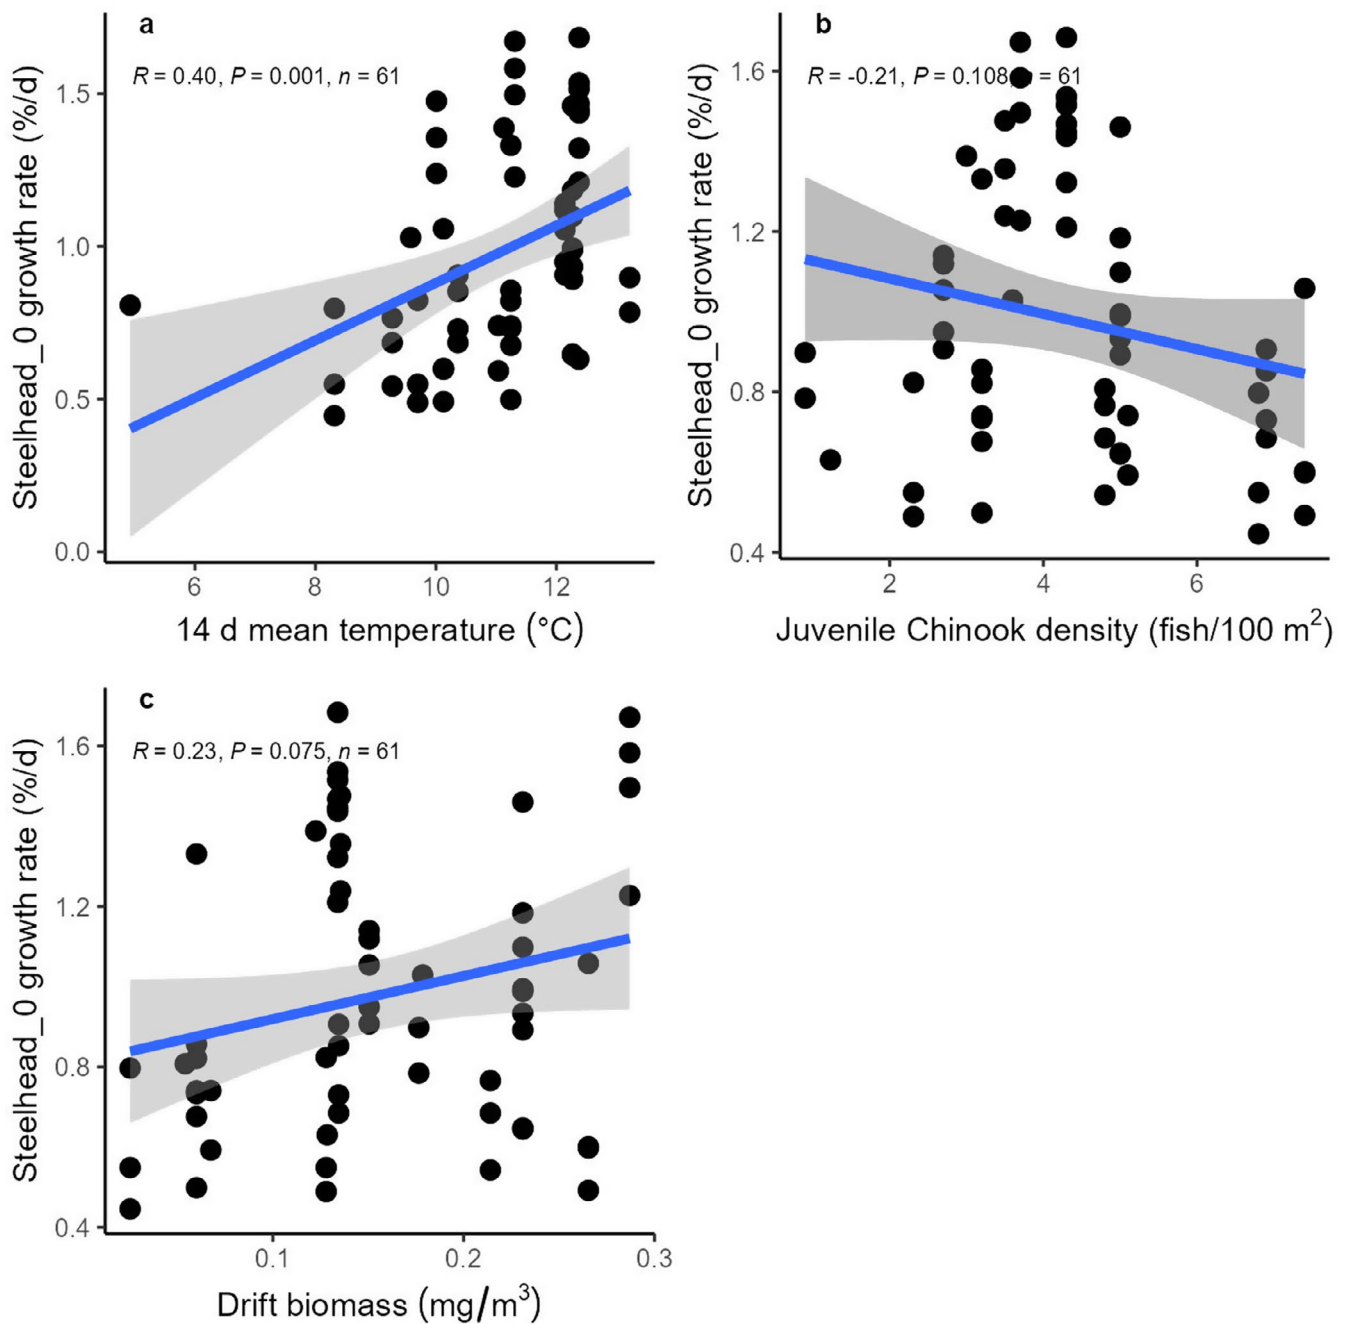 a
R = 0.40, P = 0.001, n = 61
Steelhead_0 growth rate (%/d)
1.5
1.0
0.5
0.0
6 8 10 12
14 d mean temperature (°C)
b
R = -0.21, P = 0.108, n = 61
Steelhead_0 growth rate (%/d)
1.6
1.2
0.8
0.4
2 4 6
Juvenile Chinook density (fish/100 m²)
c
R = 0.23, P = 0.075, n = 61
Steelhead_0 growth rate (%/d)
1.6
1.2
0.8
0.4
0.1 0.2 0.3
Drift biomass (mg/m³)